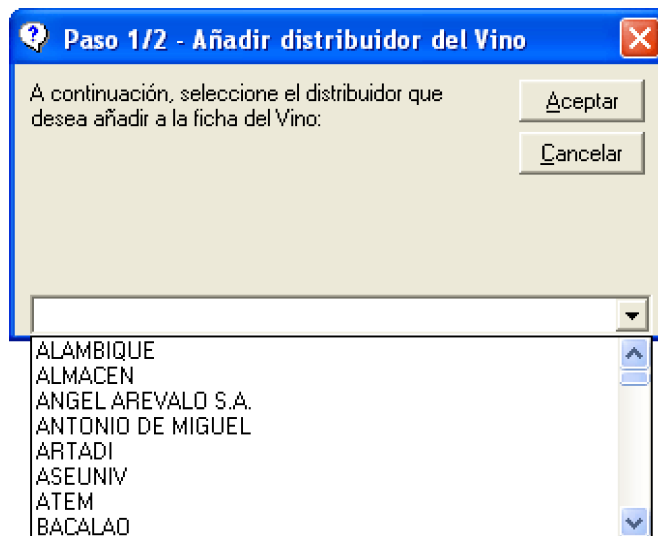 Paso 1/2 - Añadir distribuidor del Vino
A continuación, seleccione el distribuidor que
desea añadir a la ficha del Vino:
Aceptar
Cancelar
ALAMBIQUE
ALMACEN
ANGEL AREVALO S.A.
ANTONIO DE MIGUEL
ARTADI
ASEUNIV
ATEM
BACALAO